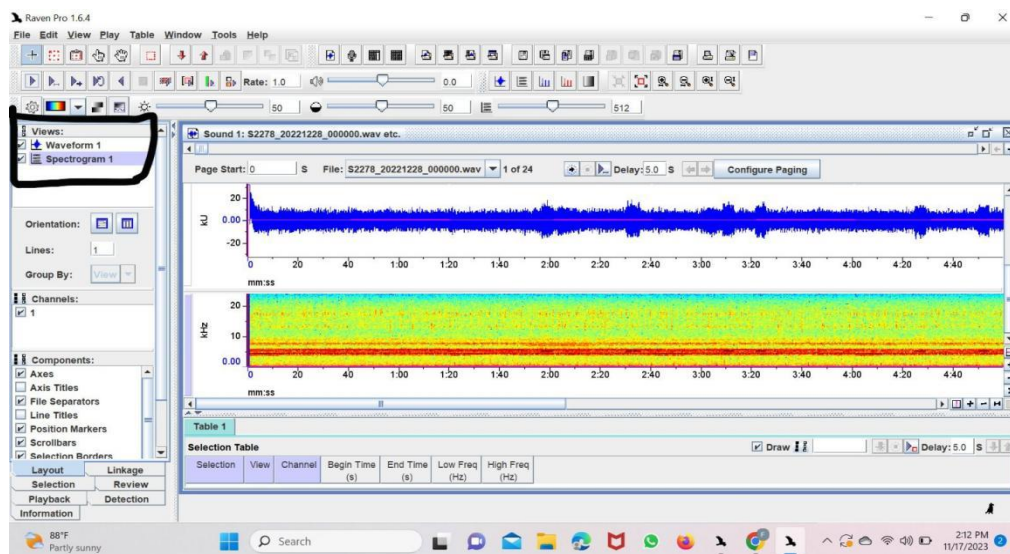 Raven Pro 1.6.4
File Edit View Play Table Window Tools Help
Rate: 1.0 0.0
50 50 512
Views:
Waveform 1
Spectrogram 1
Orientation:
Lines: 1
Group By: View
Channels:
1
Components:
Axes
Axis Titles
File Separators
Line Titles
Position Markers
Scrollbars
Selection Borders
Layout Linkage
Selection Review
Playback Detection
Information
Sound 1: S2278_20221228_000000.wav etc.
Page Start: 0 S File: S2278_20221228_000000.wav 1 of 24 Delay: 5.0 S Configure Paging
20
kU 0.00
-20
0 20 40 1:00 1:20 1:40 2:00 2:20 2:40 3:00 3:20 3:40 4:00 4:20 4:40
mm:ss
20
kHz 10
0.00
0 20 40 1:00 1:20 1:40 2:00 2:20 2:40 3:00 3:20 3:40 4:00 4:20 4:40
mm:ss
Table 1
Selection Table Draw Delay: 5.0 S
Selection View Channel Begin Time (s) End Time (s) Low Freq (Hz) High Freq (Hz)
88°F
Partly sunny
Search
2:12 PM
11/17/2023
2